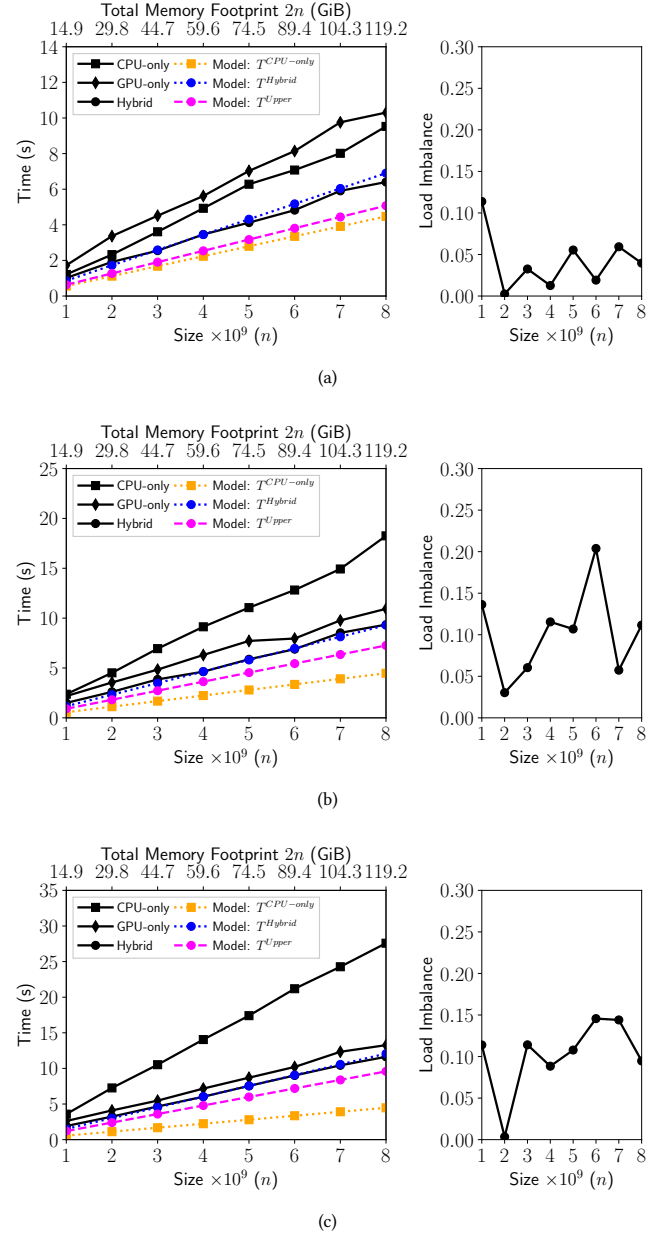 Total Memory Footprint 2n (GiB)
14.9 29.8 44.7 59.6 74.5 89.4 104.3 119.2
14
12
10
8
6
4
2
0
Time (s)
CPU-only
GPU-only
Hybrid
Model: T^{CPU-only}
Model: T^{Hybrid}
Model: T^{Upper}
1 2 3 4 5 6 7 8
Size ×10^9 (n)
0.30
0.25
0.20
0.15
0.10
0.05
0.00
Load Imbalance
1 2 3 4 5 6 7 8
Size ×10^9 (n)
(a)
Total Memory Footprint 2n (GiB)
14.9 29.8 44.7 59.6 74.5 89.4 104.3 119.2
25
20
15
10
5
0
Time (s)
CPU-only
GPU-only
Hybrid
Model: T^{CPU-only}
Model: T^{Hybrid}
Model: T^{Upper}
1 2 3 4 5 6 7 8
Size ×10^9 (n)
0.30
0.25
0.20
0.15
0.10
0.05
0.00
Load Imbalance
1 2 3 4 5 6 7 8
Size ×10^9 (n)
(b)
Total Memory Footprint 2n (GiB)
14.9 29.8 44.7 59.6 74.5 89.4 104.3 119.2
35
30
25
20
15
10
5
0
Time (s)
CPU-only
GPU-only
Hybrid
Model: T^{CPU-only}
Model: T^{Hybrid}
Model: T^{Upper}
1 2 3 4 5 6 7 8
Size ×10^9 (n)
0.30
0.25
0.20
0.15
0.10
0.05
0.00
Load Imbalance
1 2 3 4 5 6 7 8
Size ×10^9 (n)
(c)